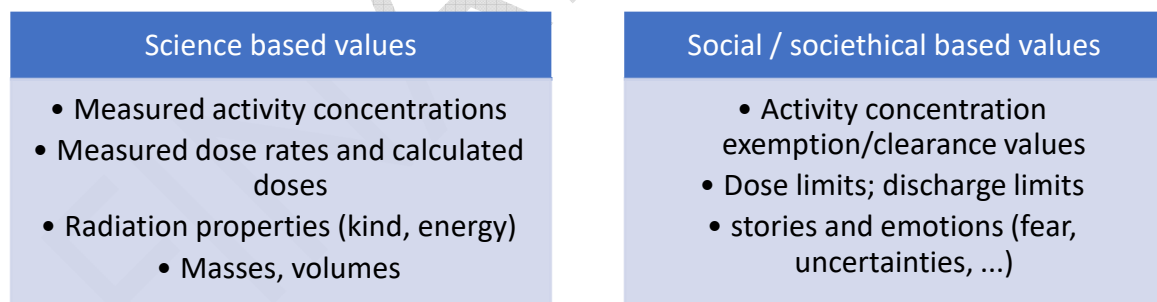 Science based values
• Measured activity concentrations
• Measured dose rates and calculated
doses
• Radiation properties (kind, energy)
• Masses, volumes
Social / societhical based values
• Activity concentration
exemption/clearance values
• Dose limits; discharge limits
• stories and emotions (fear,
uncertainties, ...)